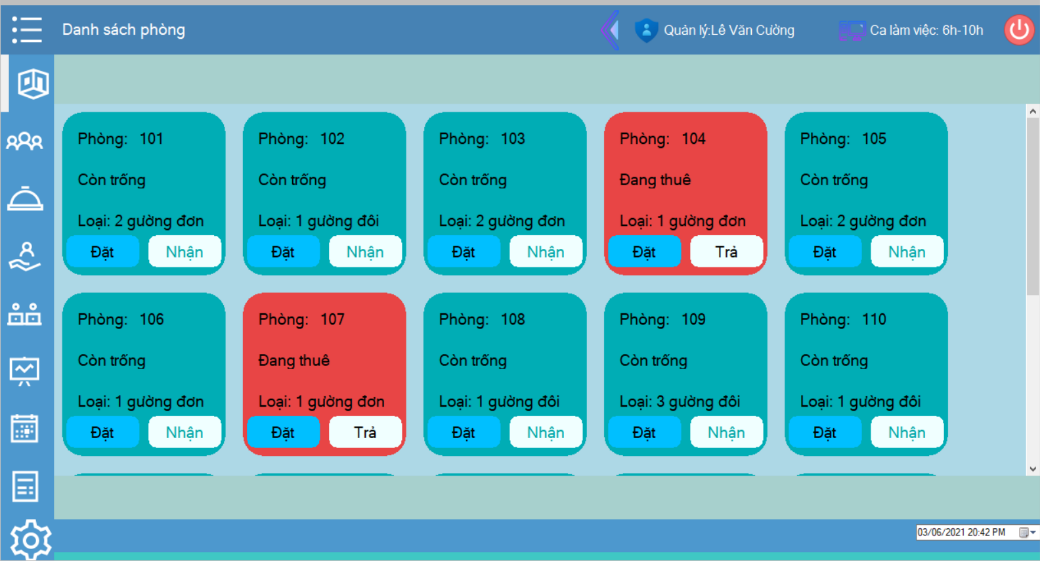 Danh sách phòng
Quản lý:Lê Văn Cường
Ca làm việc: 6h-10h
Phòng: 101
Còn trống
Loại: 2 gường đơn
Đặt
Nhận
Phòng: 102
Còn trống
Loại: 1 gường đôi
Đặt
Nhận
Phòng: 103
Còn trống
Loại: 2 gường đơn
Đặt
Nhận
Phòng: 104
Đang thuê
Loại: 1 gường đơn
Đặt
Trả
Phòng: 105
Còn trống
Loại: 2 gường đơn
Đặt
Nhận
Phòng: 106
Còn trống
Loại: 1 gường đơn
Đặt
Nhận
Phòng: 107
Đang thuê
Loại: 1 gường đơn
Đặt
Trả
Phòng: 108
Còn trống
Loại: 1 gường đôi
Đặt
Nhận
Phòng: 109
Còn trống
Loại: 3 gường đôi
Đặt
Nhận
Phòng: 110
Còn trống
Loại: 1 gường đôi
Đặt
Nhận
03/06/2021 20:42 PM